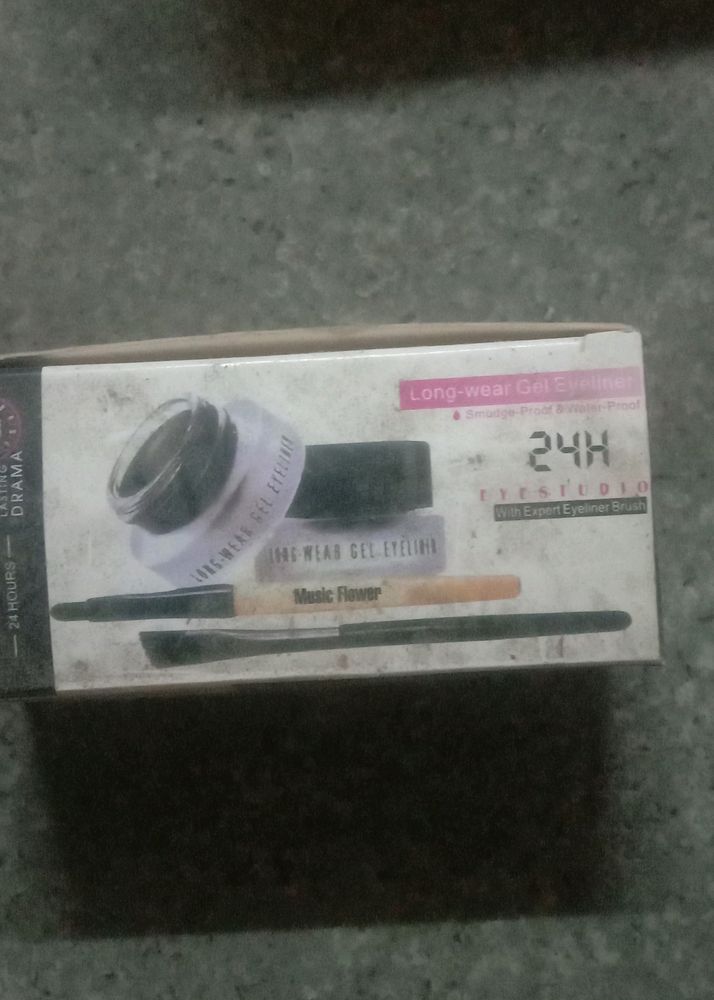 LASTING
DRAMA
24 HOURS
Long-wear Gel Eyeliner
Smudge-Proof & Water-Proof
24H
EYESTUDIO
With Expert Eyeliner Brush
LONG-WEAR GEL EYELINER
LONG-WEAR GEL EYELINER
Music Flower